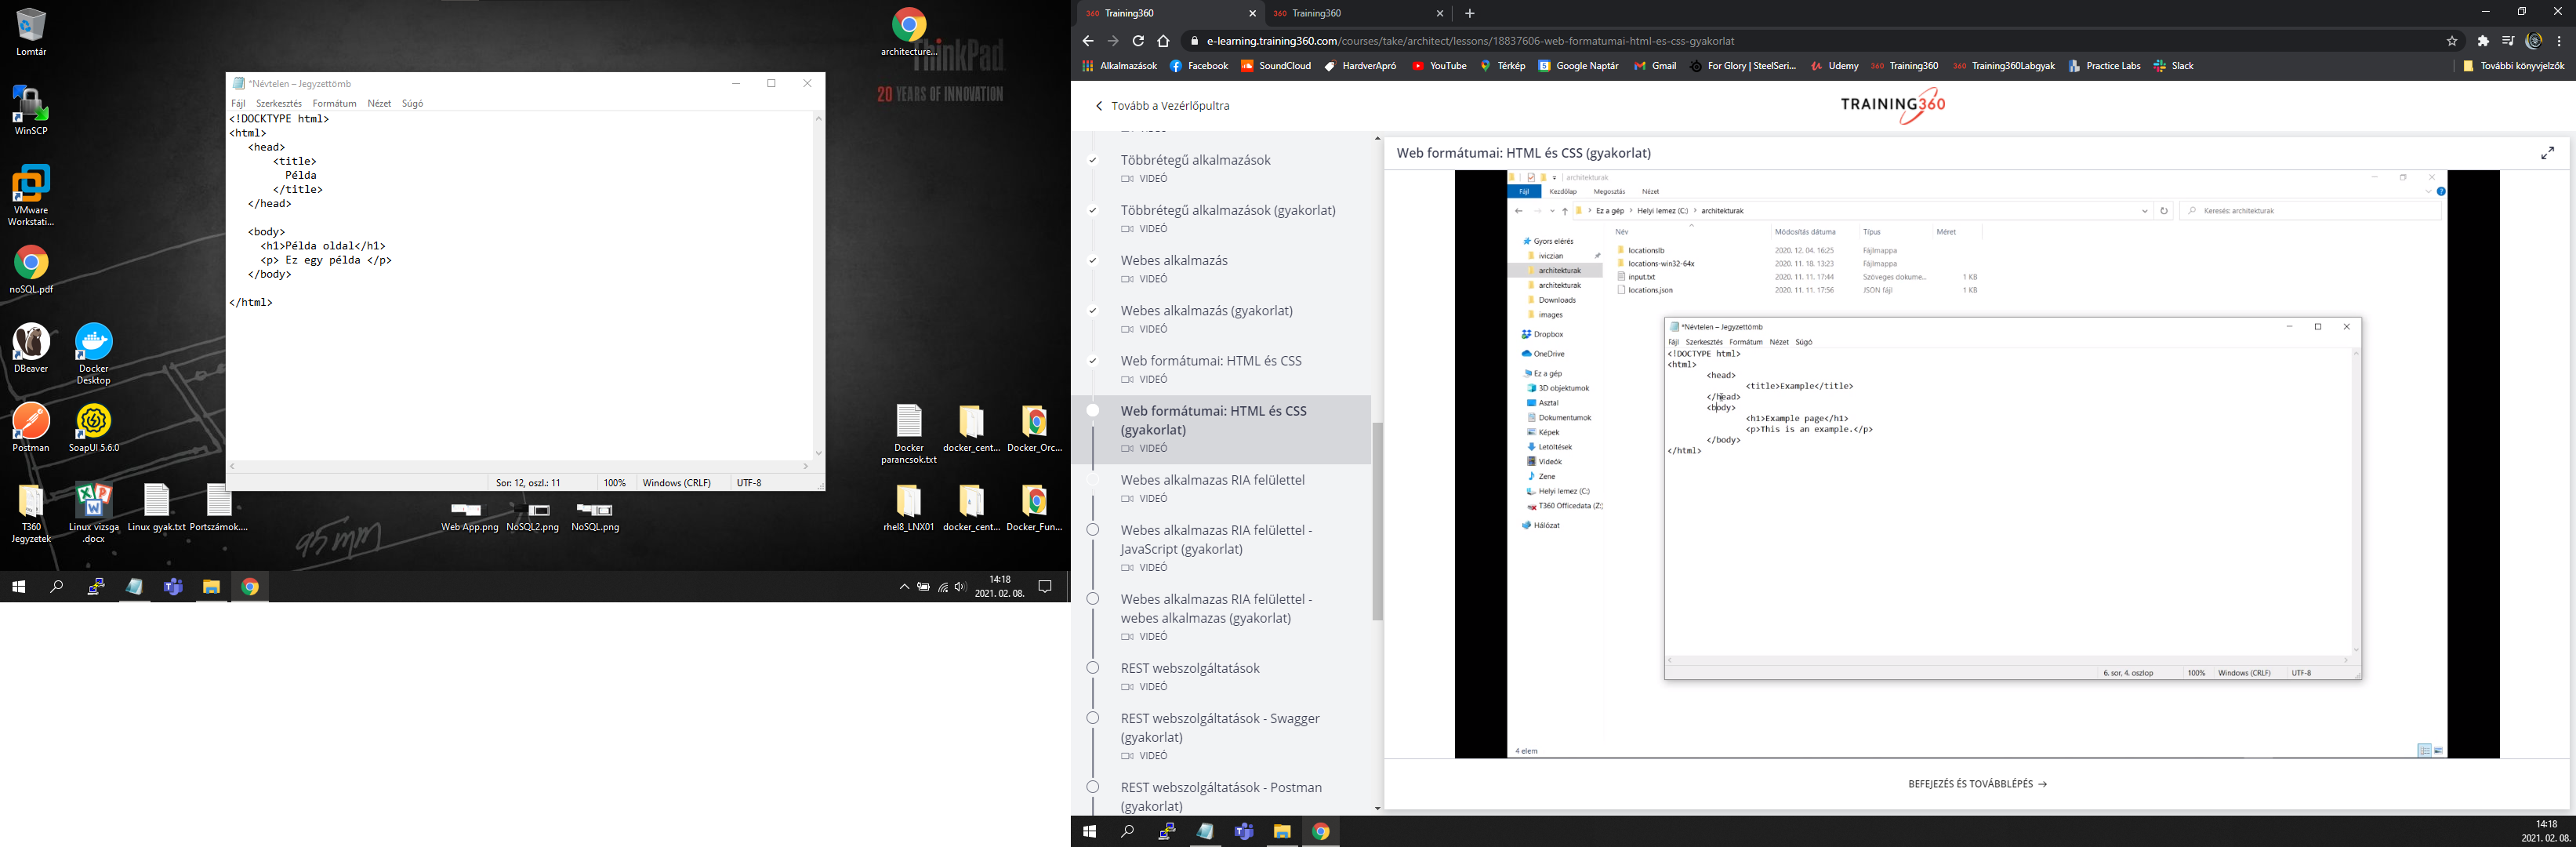 Lomtár
WinSCP
VMware
Workstati...
noSQL.pdf
DBeaver
Docker
Desktop
Postman
SoapUI 5.6.0
T360
Jegyzetek
Linux vizsga
.docx
Linux gyak.txt
Portszámok....
architecture...
ThinkPad
20 YEARS OF INNOVATION
*Névtelen – Jegyzettömb
Fájl Szerkesztés Formátum Nézet Súgó
<!DOCKTYPE html>
<html>
<head>
<title>
Példa
</title>
</head>
<body>
<h1>Példa oldal</h1>
<p> Ez egy példa </p>
</body>
</html>
Sor: 12, oszl.: 11 100% Windows (CRLF) UTF-8
Web App.png
NoSQL2.png
NoSQL.png
95mm
Docker
parancsok.txt
docker_cent...
Docker_Orc...
rhel8_LNX01
docker_cent...
Docker_Fun...
14:18
2021. 02. 08.
360 Training360
360 Training360
e-learning.training360.com/courses/take/architect/lessons/18837606-web-formatumai-html-es-css-gyakorlat
Alkalmazások Facebook SoundCloud HardverApró YouTube Térkép Google Naptár Gmail For Glory | SteelSeri... Udemy 360 Training360 360 Training360Labgyak Practice Labs Slack További könyvjelzők
Tovább a Vezérlőpultra
TRAINING360
Többrétegű alkalmazások
VIDEÓ
Többrétegű alkalmazások (gyakorlat)
VIDEÓ
Webes alkalmazás
VIDEÓ
Webes alkalmazás (gyakorlat)
VIDEÓ
Web formátumai: HTML és CSS
VIDEÓ
Web formátumai: HTML és CSS
(gyakorlat)
VIDEÓ
Webes alkalmazas RIA felülettel
VIDEÓ
Webes alkalmazas RIA felülettel -
JavaScript (gyakorlat)
VIDEÓ
Webes alkalmazas RIA felülettel -
webes alkalmazas (gyakorlat)
VIDEÓ
REST webszolgáltatások
VIDEÓ
REST webszolgáltatások - Swagger
(gyakorlat)
VIDEÓ
REST webszolgáltatások - Postman
(gyakorlat)
Web formátumai: HTML és CSS (gyakorlat)
architekturak
Fájl Kezdőlap Megosztás Nézet
Ez a gép > Helyi lemez (C:) > architekturak
Keresés: architekturak
Név Módosítás dátuma Típus Méret
locationslb 2020. 12. 04. 16:25 Fájlmappa
locations-win32-64x 2020. 11. 18. 13:23 Fájlmappa
input.txt 2020. 11. 11. 17:44 Szöveges dokume... 1 KB
locations.json 2020. 11. 11. 17:56 JSON fájl 1 KB
Gyors elérés
iviczian
architekturak
architekturak
Downloads
images
Dropbox
OneDrive
Ez a gép
3D objektumok
Asztal
Dokumentumok
Képek
Letöltések
Videók
Zene
Helyi lemez (C:)
T360 Officedata (Z:)
Hálózat
*Névtelen – Jegyzettömb
Fájl Szerkesztés Formátum Nézet Súgó
<!DOCTYPE html>
<html>
<head>
<title>Example</title>
</head>
<body>
<h1>Example page</h1>
<p>This is an example.</p>
</body>
</html>
6. sor, 4. oszlop 100% Windows (CRLF) UTF-8
4 elem
BEFEJEZÉS ÉS TOVÁBBLÉPÉS
14:18
2021. 02. 08.